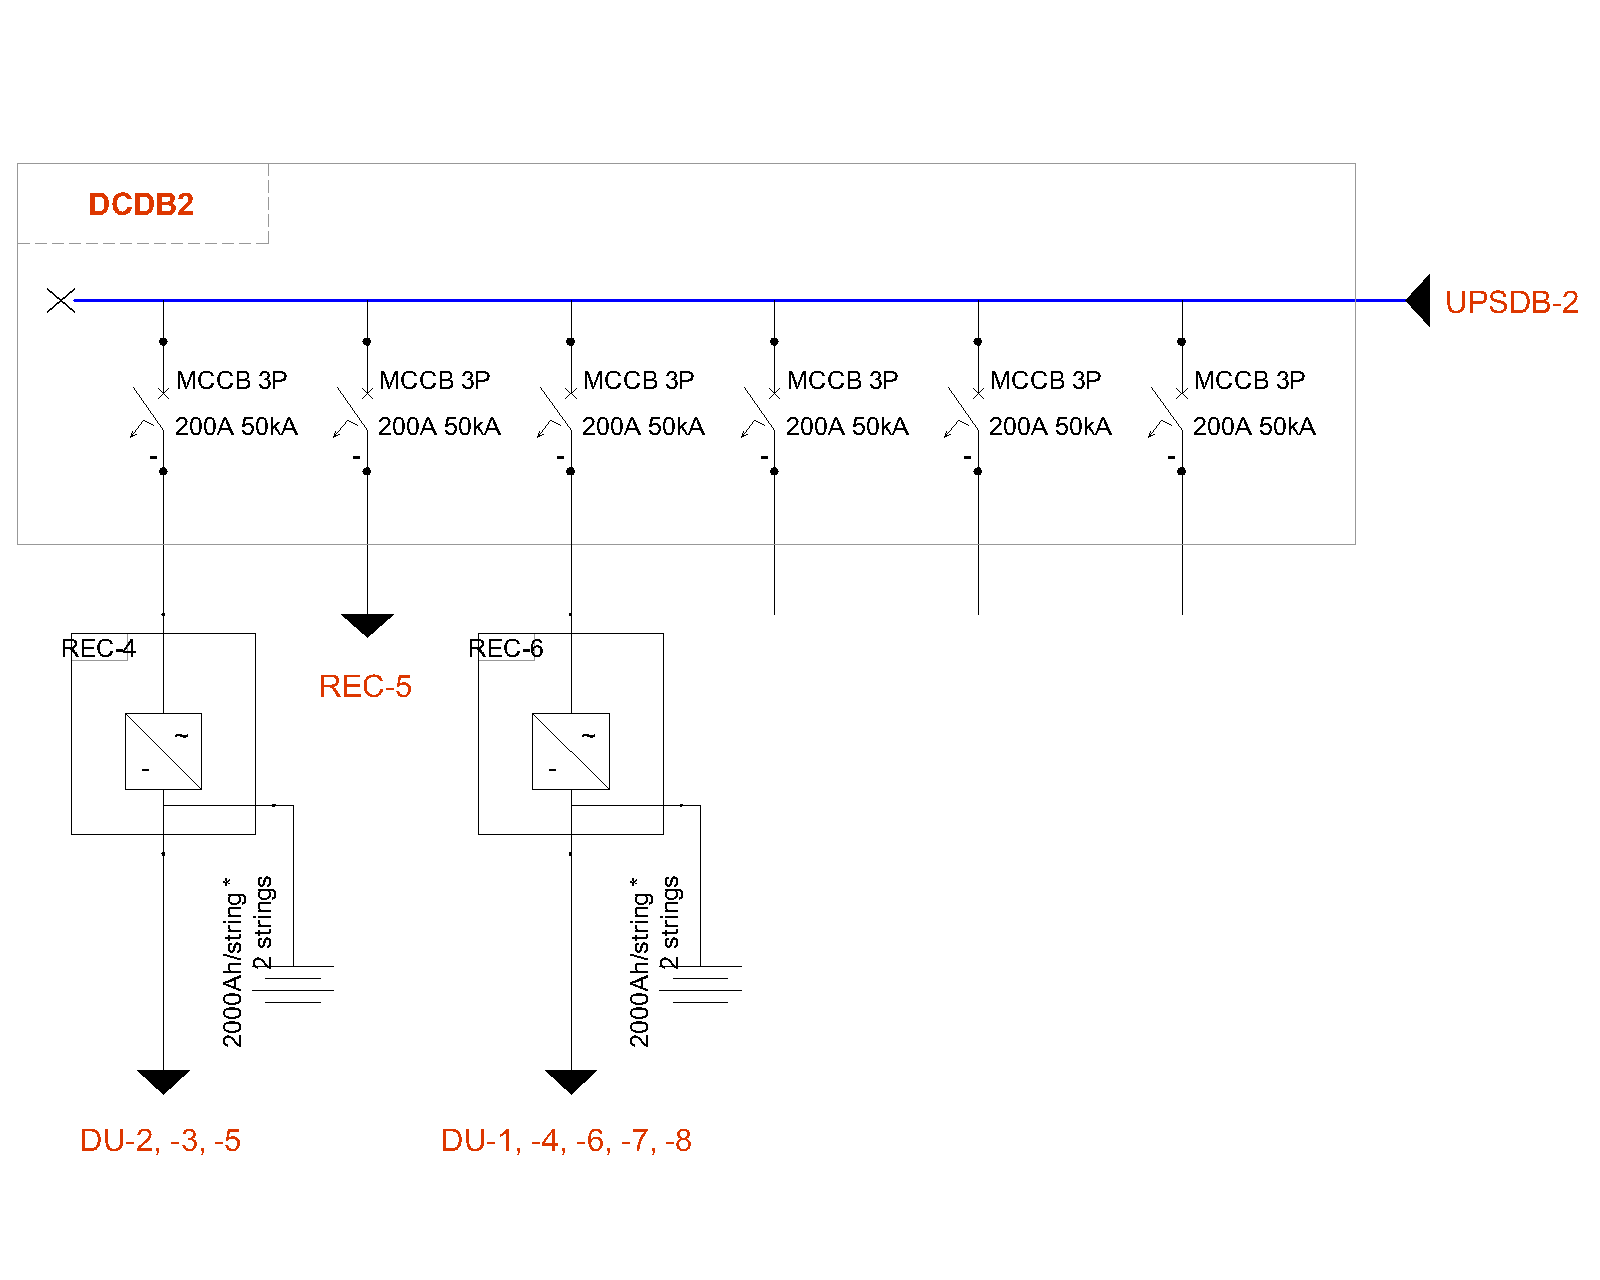 DCDB2
UPSDB-2
MCCB 3P
200A 50kA
MCCB 3P
200A 50kA
MCCB 3P
200A 50kA
MCCB 3P
200A 50kA
MCCB 3P
200A 50kA
MCCB 3P
200A 50kA
REC-4
REC-5
REC-6
2000Ah/string *
2 strings
2000Ah/string *
2 strings
DU-2, -3, -5
DU-1, -4, -6, -7, -8